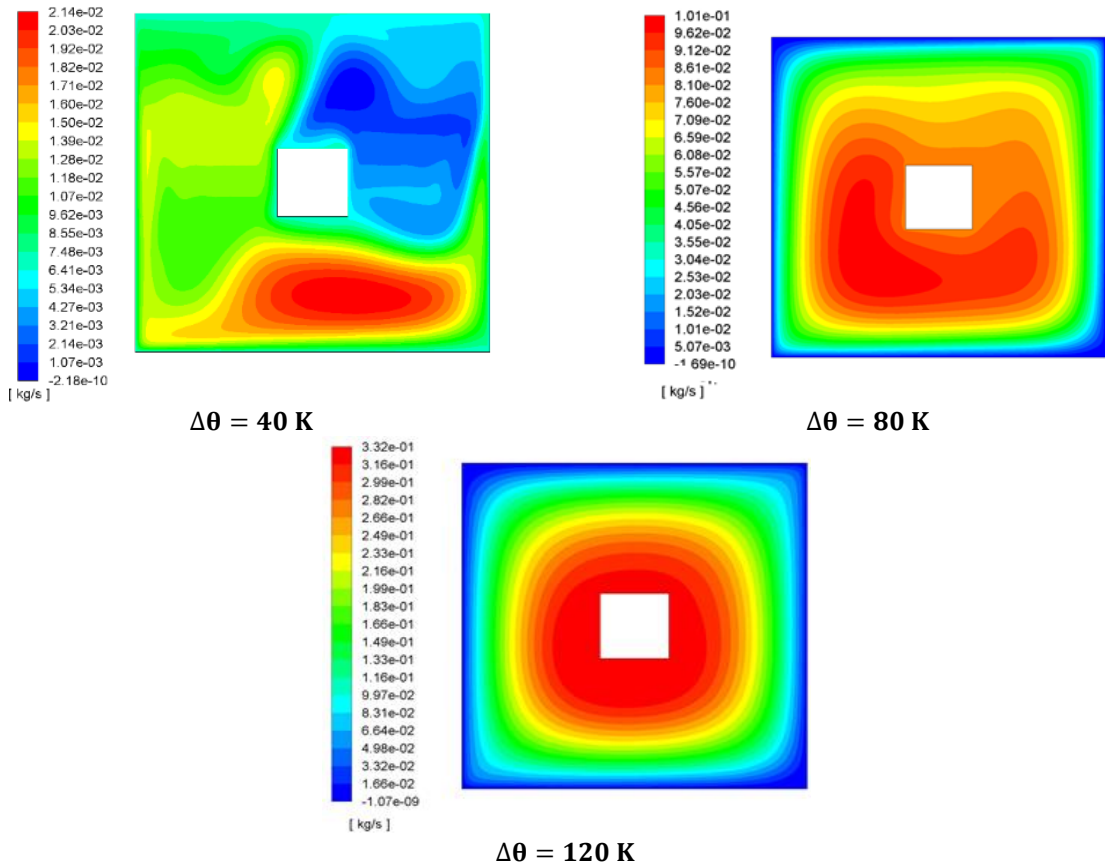 2.14e-02
2.03e-02
1.92e-02
1.82e-02
1.71e-02
1.60e-02
1.50e-02
1.39e-02
1.28e-02
1.07e-02
9.62e-03
8.55e-03
7.48e-03
6.41e-03
5.34e-03
4.27e-03
3.21e-03
2.14e-03
1.07e-03
-2.18e-10
[ kg/s ]
Δθ = 40 K
1.01e-01
9.62e-02
9.12e-02
8.61e-02
8.10e-02
7.60e-02
7.09e-02
6.59e-02
6.08e-02
5.57e-02
5.07e-02
4.56e-02
4.05e-02
3.55e-02
3.04e-02
2.53e-02
2.03e-02
1.52e-02
1.01e-02
5.07e-03
-1.69e-10
[ kg/s ]
Δθ = 80 K
3.32e-01
3.16e-01
2.99e-01
2.82e-01
2.66e-01
2.49e-01
2.33e-01
2.16e-01
1.99e-01
1.83e-01
1.66e-01
1.49e-01
1.33e-01
1.16e-01
9.97e-02
8.31e-02
6.64e-02
4.98e-02
3.32e-02
1.66e-02
-1.07e-09
[ kg/s ]
Δθ = 120 K